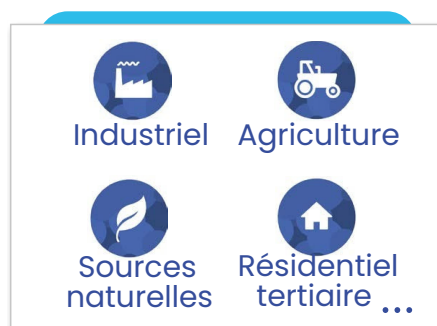 Industriel
Agriculture
Sources
naturelles
Résidentiel
tertiaire ...